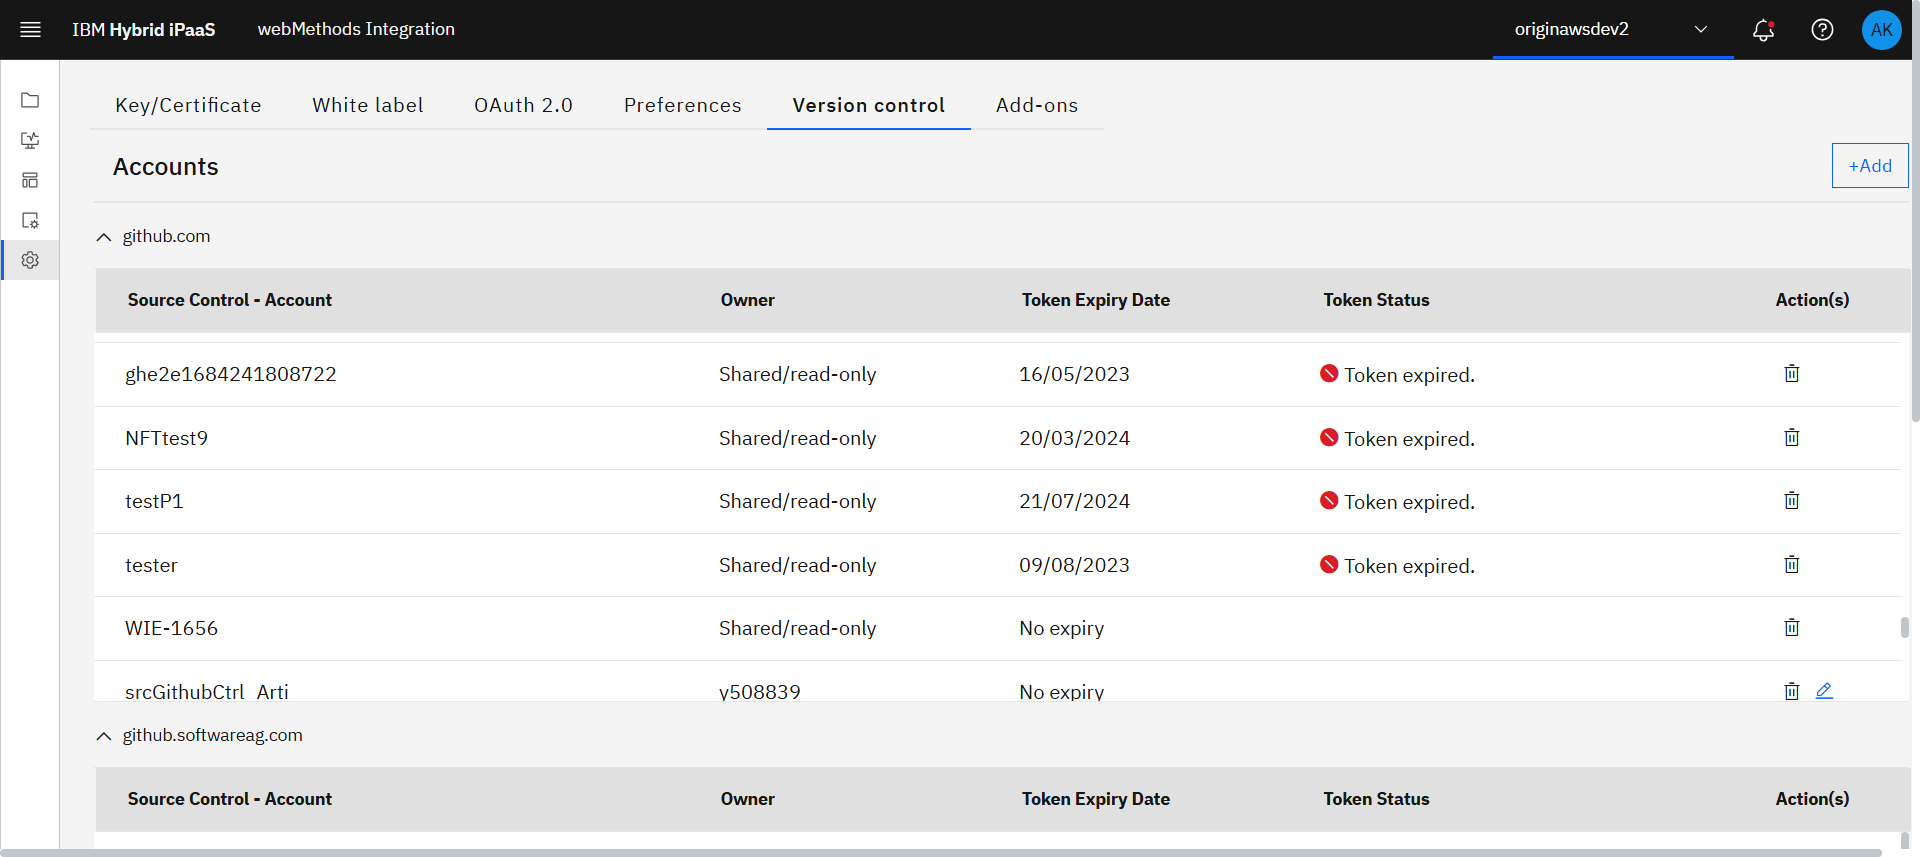 IBM Hybrid iPaaS webMethods Integration originawsdev2 AK
Key/Certificate White label OAuth 2.0 Preferences Version control Add-ons
Accounts +Add
github.com
Source Control - Account Owner Token Expiry Date Token Status Action(s)
ghe2e1684241808722 Shared/read-only 16/05/2023 Token expired.
NFTtest9 Shared/read-only 20/03/2024 Token expired.
testP1 Shared/read-only 21/07/2024 Token expired.
tester Shared/read-only 09/08/2023 Token expired.
WIE-1656 Shared/read-only No expiry
srcGithubCtrl_Arti y508839 No expiry
github.softwareag.com
Source Control - Account Owner Token Expiry Date Token Status Action(s)